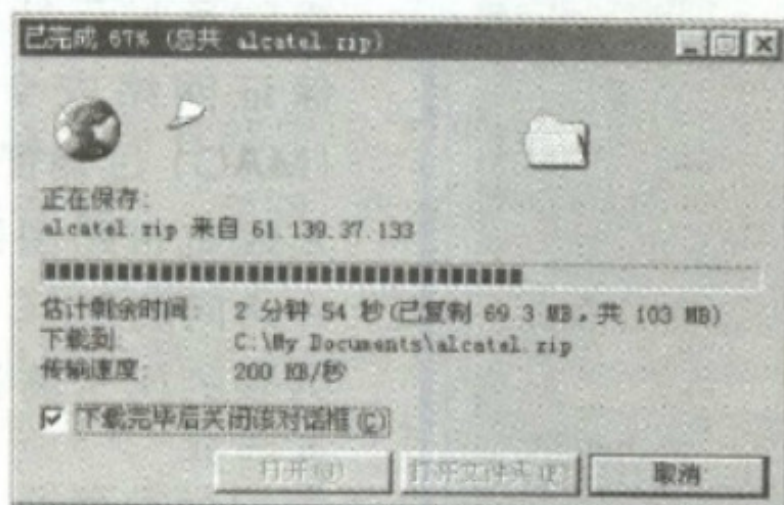 已完成 67% (总共 alcatel.zip)
正在保存:
alcatel.zip 来自 61.139.37.133
估计剩余时间: 2 分钟 54 秒(已复制 69.3 MB，共 103 MB)
下载到: C:\My Documents\alcatel.zip
传输速度: 200 KB/秒
下载完毕后关闭该对话框(C)
打开(O) 打开文件夹(F) 取消